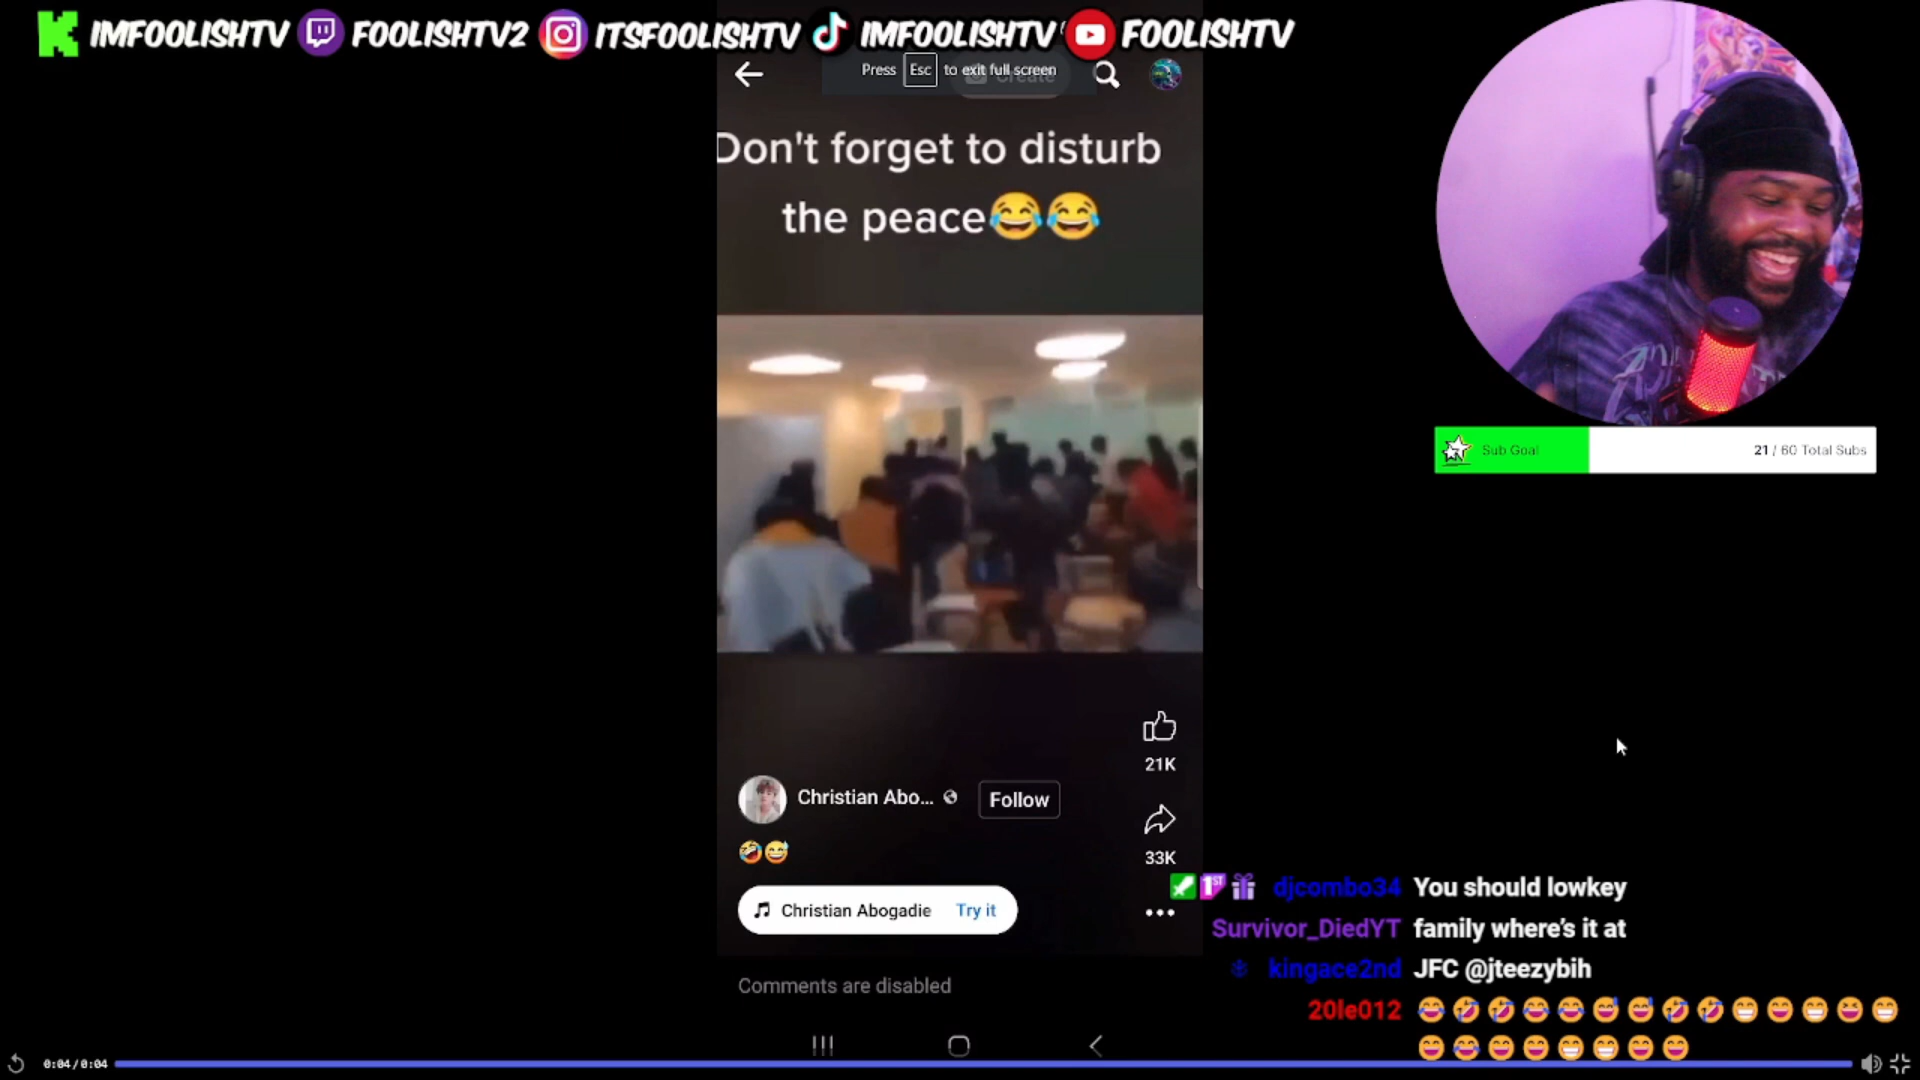 IMFOOLISHTV FOOLISHTV2 ITSFOOLISHTV IMFOOLISHTV FOOLISHTV
Press Esc to exit full screen
Create
Don't forget to disturb
the peace😂😂
Sub Goal 21 / 60 Total Subs
21K
Christian Abo... Follow
🤣😅
33K
Christian Abogadie Try it
Comments are disabled
1ST djcombo34 You should lowkey
Survivor_DiedYT family where's it at
kingace2nd JFC @jteezybih
20le012 😂🤣🤣😂😂😅😅🤣🤣😁😄😁😆😁
😄😂😄😄😁😁😄😄
0:04/0:04